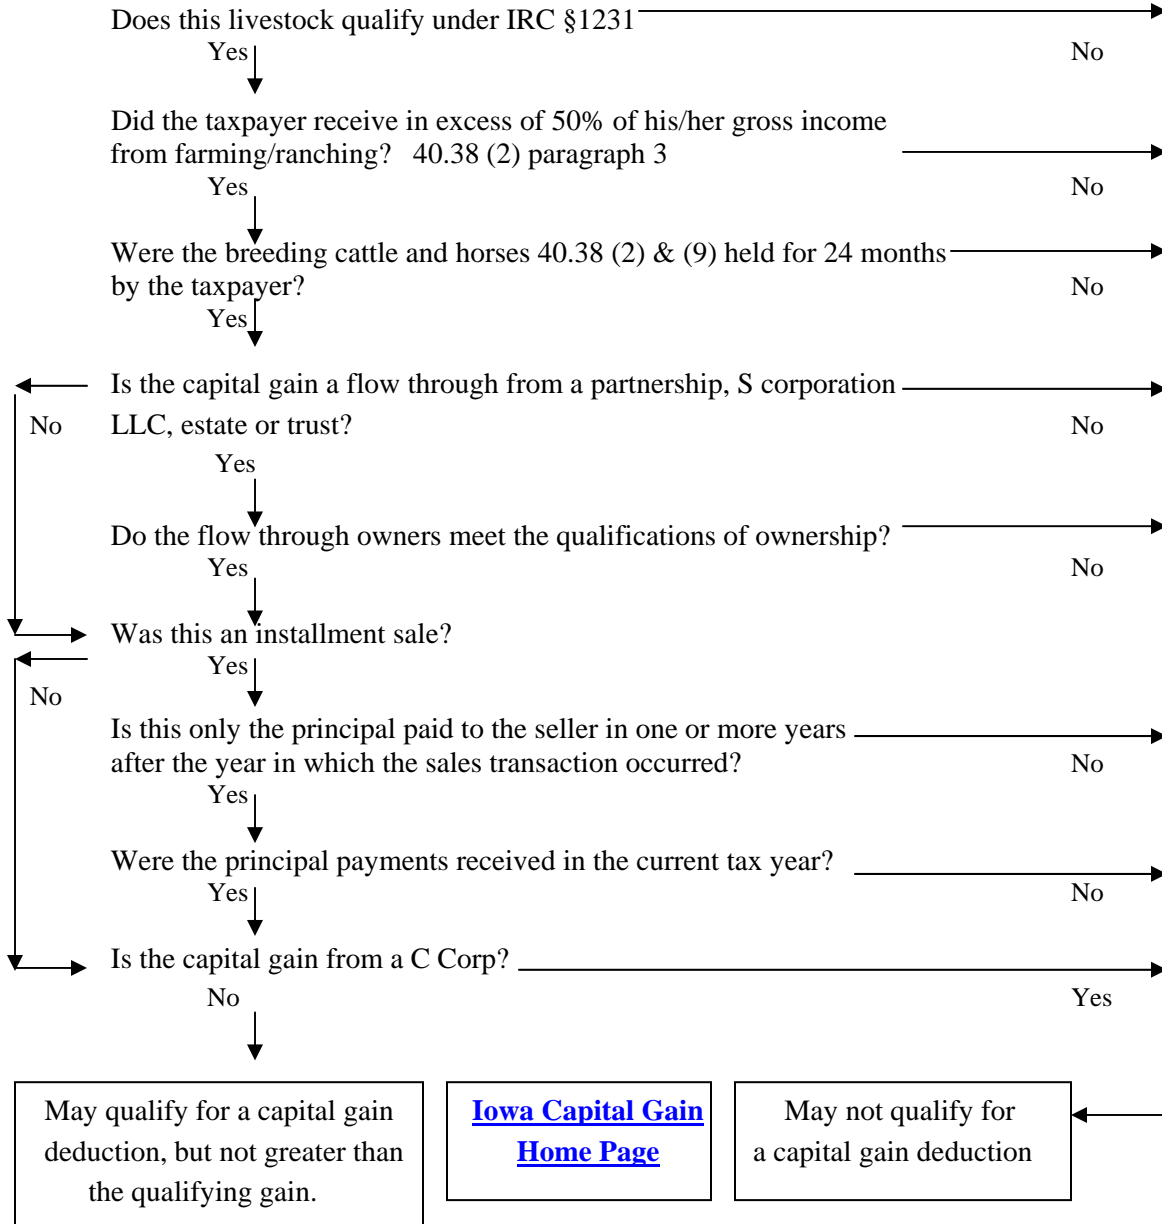 Does this livestock qualify under IRC §1231
Yes No
Did the taxpayer receive in excess of 50% of his/her gross income
from farming/ranching? 40.38 (2) paragraph 3
Yes No
Were the breeding cattle and horses 40.38 (2) & (9) held for 24 months
by the taxpayer? No
Yes
Is the capital gain a flow through from a partnership, S corporation
No LLC, estate or trust? No
Yes
Do the flow through owners meet the qualifications of ownership?
Yes No
Was this an installment sale?
Yes
No
Is this only the principal paid to the seller in one or more years
after the year in which the sales transaction occurred? No
Yes
Were the principal payments received in the current tax year?
Yes No
Is the capital gain from a C Corp?
No Yes
May qualify for a capital gain
deduction, but not greater than
the qualifying gain.
Iowa Capital Gain
Home Page
May not qualify for
a capital gain deduction